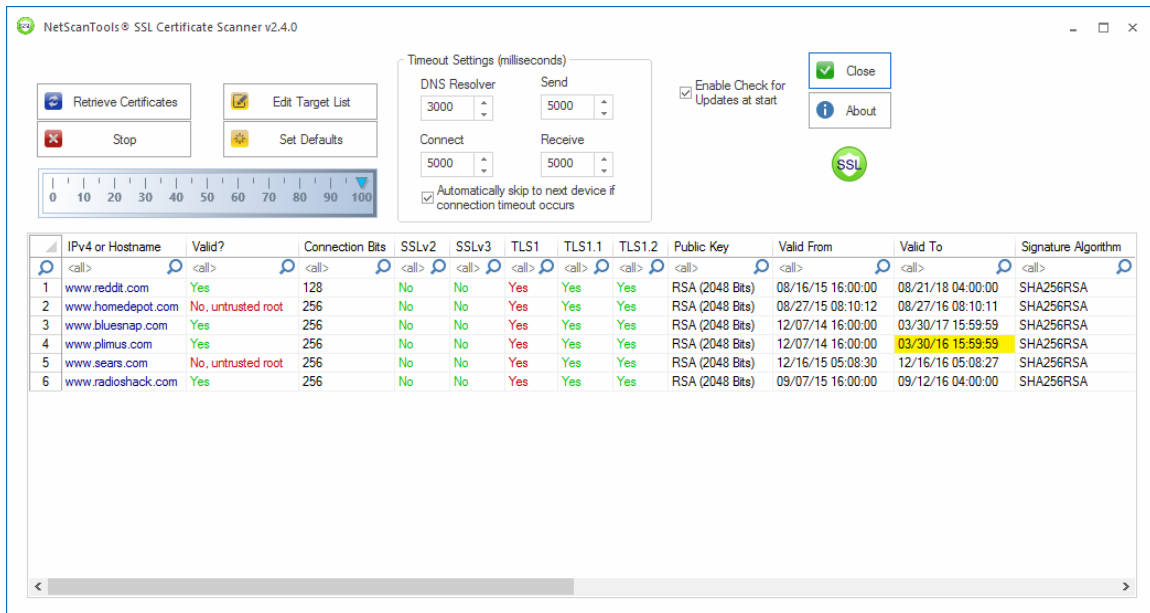 NetScanTools® SSL Certificate Scanner v2.4.0
Retrieve Certificates
Edit Target List
Stop
Set Defaults
0 10 20 30 40 50 60 70 80 90 100
Timeout Settings (milliseconds)
DNS Resolver Send
3000 5000
Connect Receive
5000 5000
Automatically skip to next device if
connection timeout occurs
Enable Check for
Updates at start
Close
About
SSL
IPv4 or Hostname Valid? Connection Bits SSLv2 SSLv3 TLS1 TLS1.1 TLS1.2 Public Key Valid From Valid To Signature Algorithm
<all> <all> <all> <all> <all> <all> <all> <all> <all> <all> <all> <all>
1 www.reddit.com Yes 128 No No Yes Yes Yes RSA (2048 Bits) 08/16/15 16:00:00 08/21/18 04:00:00 SHA256RSA
2 www.homedepot.com No, untrusted root 256 No No Yes Yes Yes RSA (2048 Bits) 08/27/15 08:10:12 08/27/16 08:10:11 SHA256RSA
3 www.bluesnap.com Yes 256 No No Yes Yes Yes RSA (2048 Bits) 12/07/14 16:00:00 03/30/17 15:59:59 SHA256RSA
4 www.plimus.com Yes 256 No No Yes Yes Yes RSA (2048 Bits) 12/07/14 16:00:00 03/30/16 15:59:59 SHA256RSA
5 www.sears.com No, untrusted root 256 No No Yes Yes Yes RSA (2048 Bits) 12/16/15 05:08:30 12/16/16 05:08:27 SHA256RSA
6 www.radioshack.com Yes 256 No No Yes Yes Yes RSA (2048 Bits) 09/07/15 16:00:00 09/12/16 04:00:00 SHA256RSA